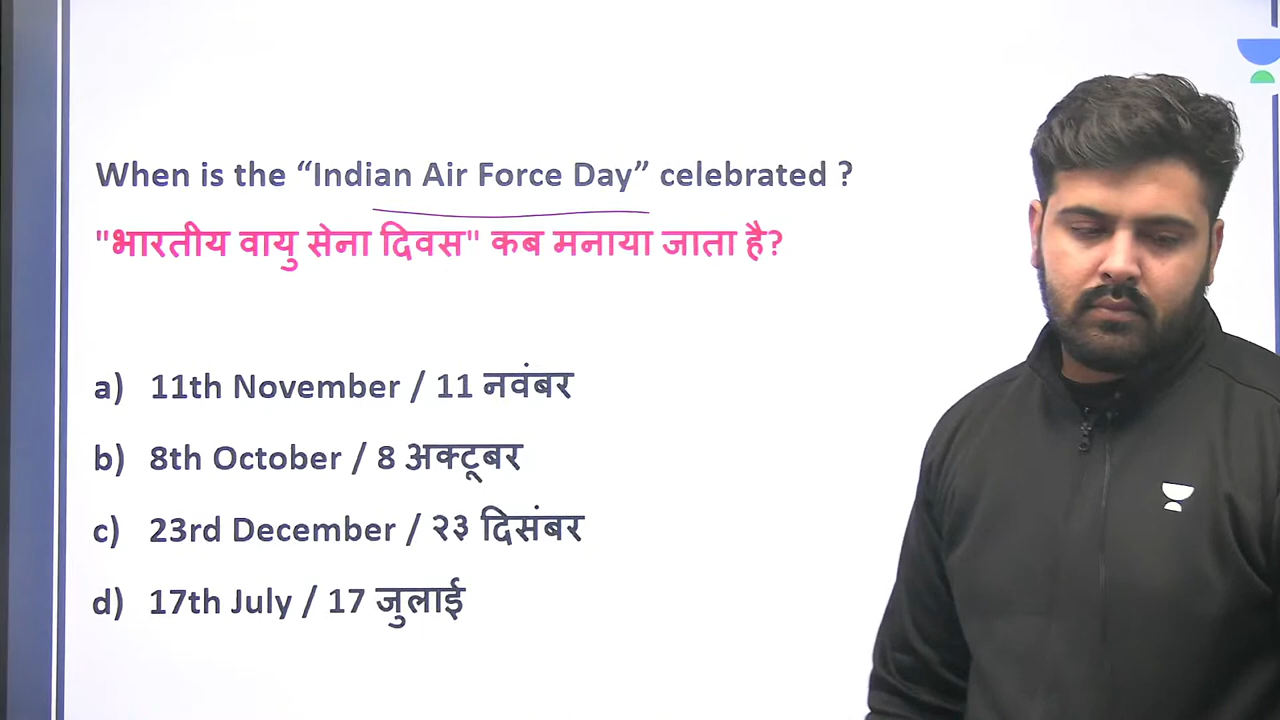 When is the “Indian Air Force Day” celebrated ?
"भारतीय वायु सेना दिवस" कब मनाया जाता है?
a) 11th November / 11 नवंबर
b) 8th October / 8 अक्टूबर
c) 23rd December / २३ दिसंबर
d) 17th July / 17 जुलाई